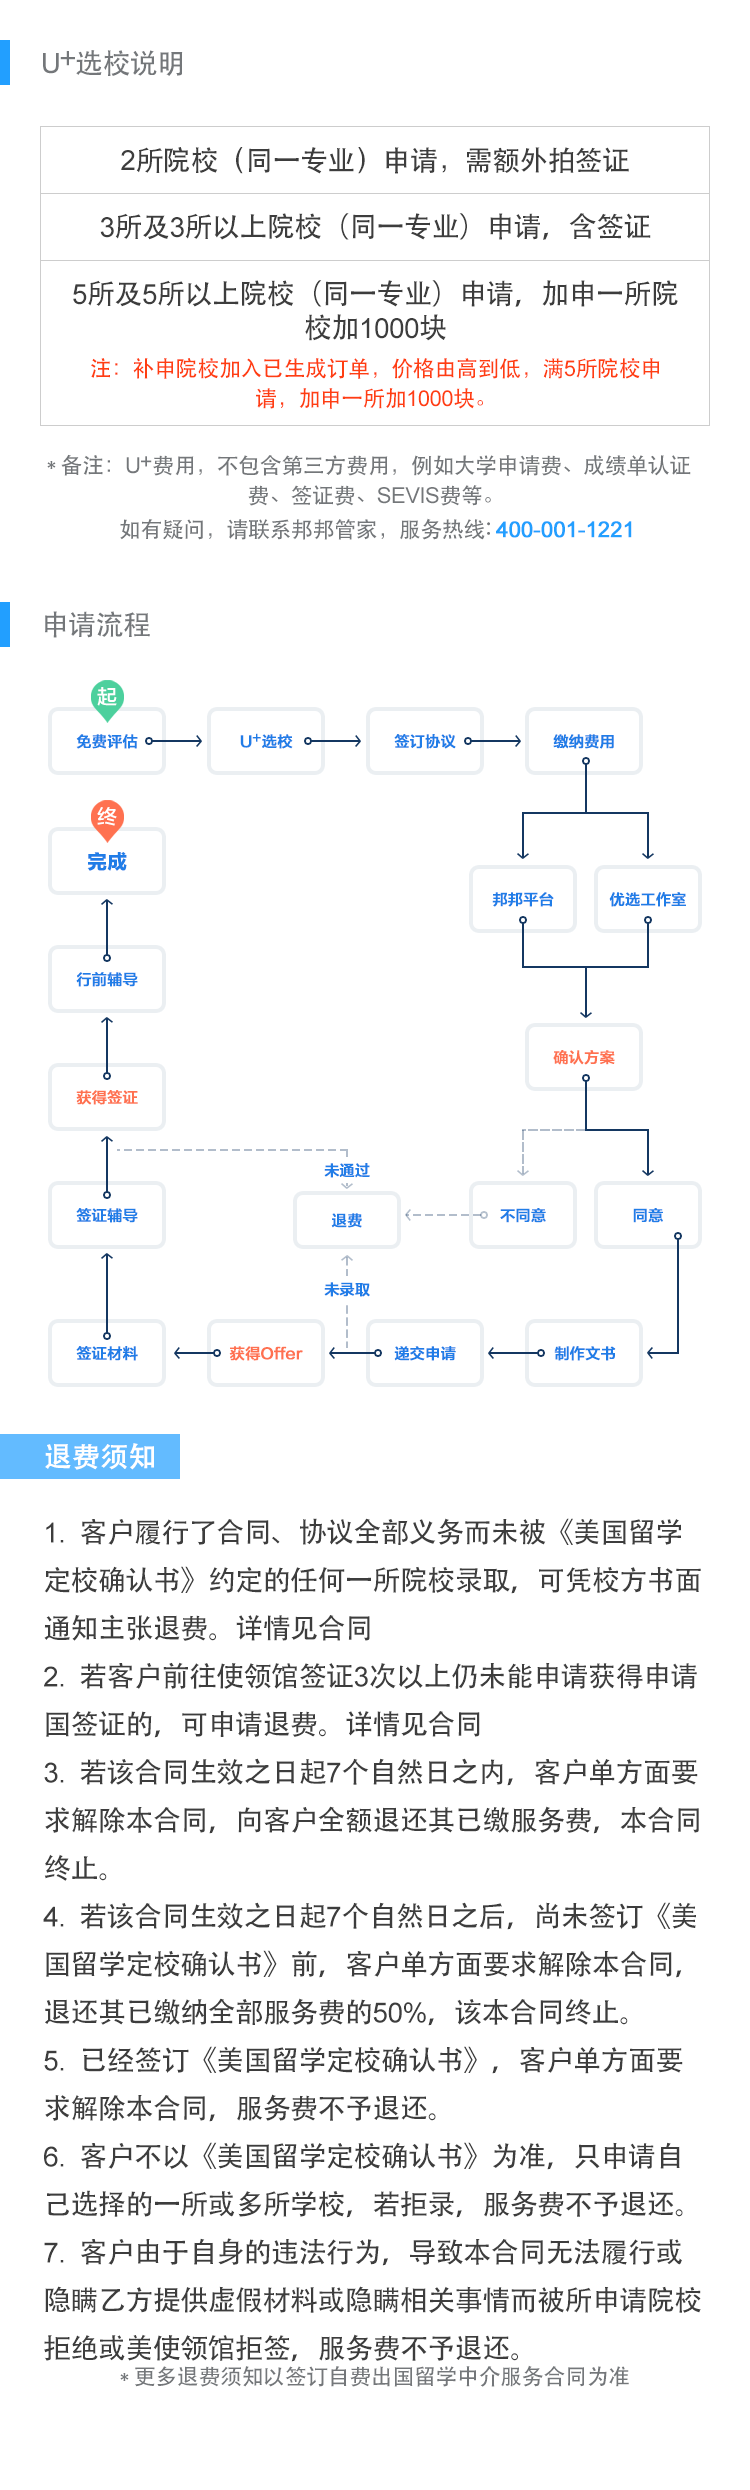 U⁺选校说明
2所院校（同一专业）申请，需额外拍签证
3所及3所以上院校（同一专业）申请，含签证
5所及5所以上院校（同一专业）申请，加申一所院
校加1000块
注：补申院校加入已生成订单，价格由高到低，满5所院校申
请，加申一所加1000块。
*备注：U⁺费用，不包含第三方费用，例如大学申请费、成绩单认证
费、签证费、SEVIS费等。
如有疑问，请联系邦邦管家，服务热线：400-001-1221
申请流程
起
免费评估
U⁺选校
签订协议
缴纳费用
终
完成
邦邦平台
优选工作室
行前辅导
确认方案
获得签证
未通过
签证辅导
退费
不同意
同意
未录取
签证材料
获得Offer
递交申请
制作文书
退费须知
1. 客户履行了合同、协议全部义务而未被《美国留学
定校确认书》约定的任何一所院校录取，可凭校方书面
通知主张退费。详情见合同
2. 若客户前往使领馆签证3次以上仍未能申请获得申请
国签证的，可申请退费。详情见合同
3. 若该合同生效之日起7个自然日之内，客户单方面要
求解除本合同，向客户全额退还其已缴服务费，本合同
终止。
4. 若该合同生效之日起7个自然日之后，尚未签订《美
国留学定校确认书》前，客户单方面要求解除本合同，
退还其已缴纳全部服务费的50%，该本合同终止。
5. 已经签订《美国留学定校确认书》，客户单方面要
求解除本合同，服务费不予退还。
6. 客户不以《美国留学定校确认书》为准，只申请自
己选择的一所或多所学校，若拒录，服务费不予退还。
7. 客户由于自身的违法行为，导致本合同无法履行或
隐瞒乙方提供虚假材料或隐瞒相关事情而被所申请院校
拒绝或美使领馆拒签，服务费不予退还。
*更多退费须知以签订自费出国留学中介服务合同为准